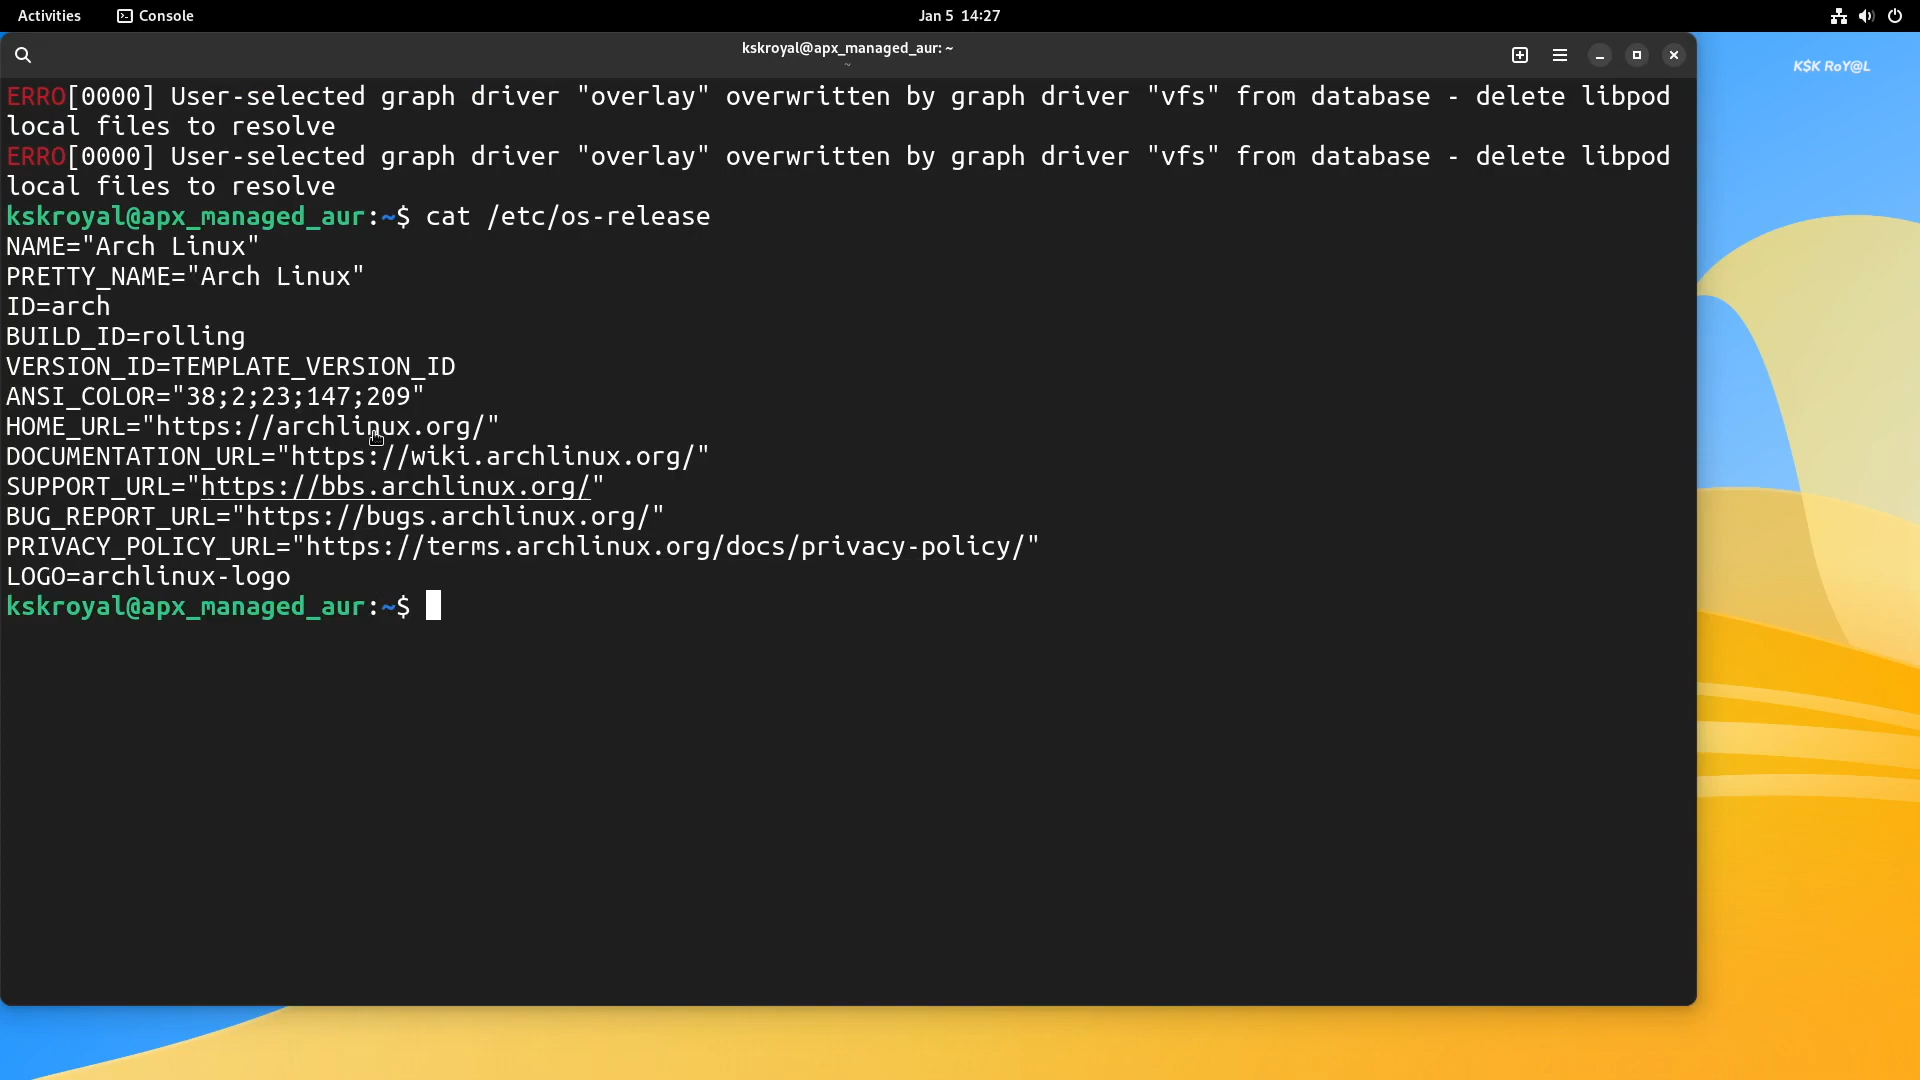 Activities Console Jan 5 14:27
kskroyal@apx_managed_aur: ~
~
K$K RoY@L
ERRO[0000] User-selected graph driver "overlay" overwritten by graph driver "vfs" from database - delete libpod
local files to resolve
ERRO[0000] User-selected graph driver "overlay" overwritten by graph driver "vfs" from database - delete libpod
local files to resolve
kskroyal@apx_managed_aur:~$ cat /etc/os-release
NAME="Arch Linux"
PRETTY_NAME="Arch Linux"
ID=arch
BUILD_ID=rolling
VERSION_ID=TEMPLATE_VERSION_ID
ANSI_COLOR="38;2;23;147;209"
HOME_URL="https://archlinux.org/"
DOCUMENTATION_URL="https://wiki.archlinux.org/"
SUPPORT_URL="https://bbs.archlinux.org/"
BUG_REPORT_URL="https://bugs.archlinux.org/"
PRIVACY_POLICY_URL="https://terms.archlinux.org/docs/privacy-policy/"
LOGO=archlinux-logo
kskroyal@apx_managed_aur:~$